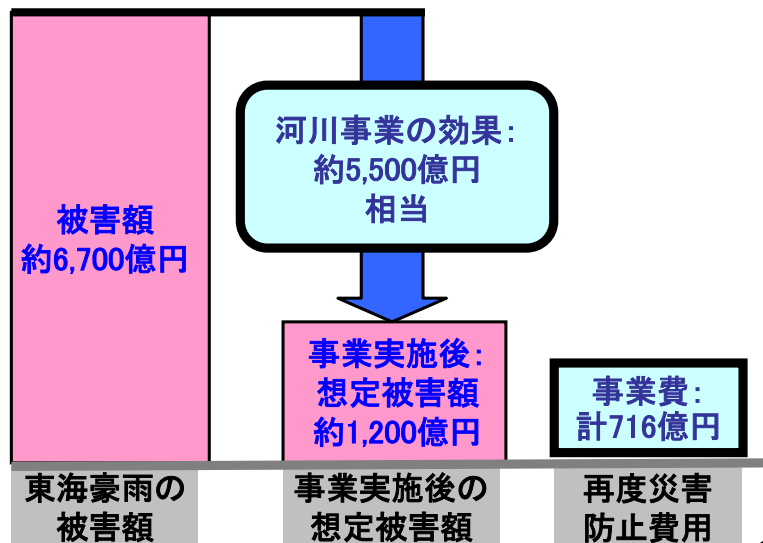 河川事業の効果：
約5,500億円
相当
被害額
約6,700億円
事業実施後：
想定被害額
約1,200億円
事業費：
計716億円
東海豪雨の
被害額
事業実施後の
想定被害額
再度災害
防止費用